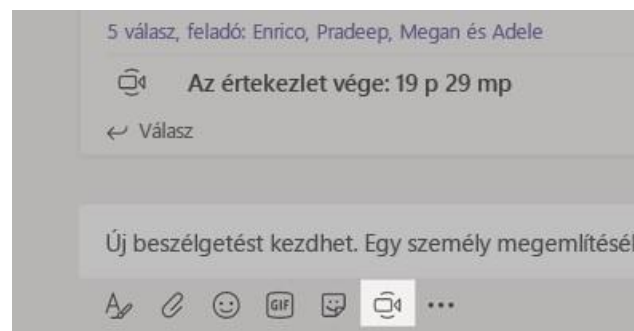 5 válasz, feladó: Enrico, Pradeep, Megan és Adele
Az értekezlet vége: 19 p 29 mp
Válasz
Új beszélgetést kezdhet. Egy személy
GIF